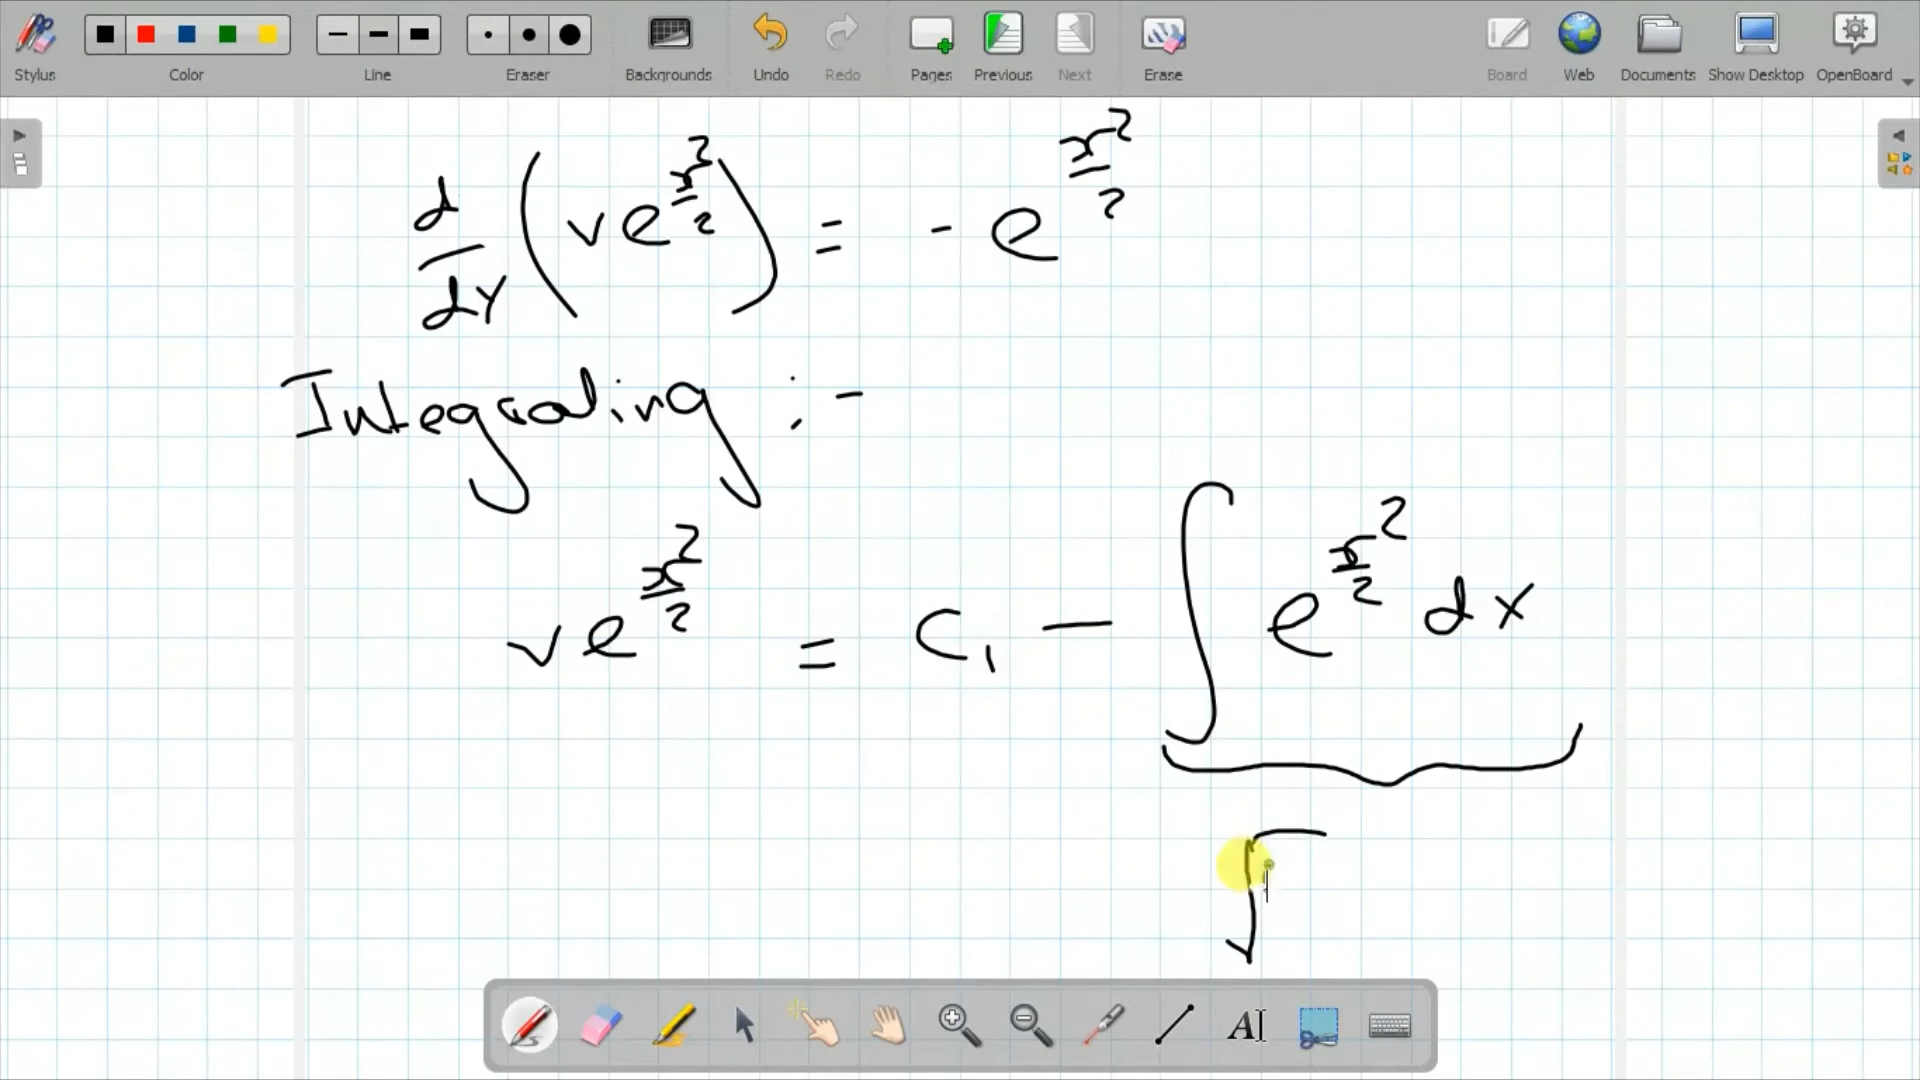 Stylus Color Line Eraser Backgrounds Undo Redo Pages Previous Next Erase Board Web Documents Show Desktop OpenBoard
d/dy (ve^(x²/2)) = - e^(x²/2)
Integrating :-
ve^(x²/2) = C₁ − ∫ e^(x²/2) dx
√